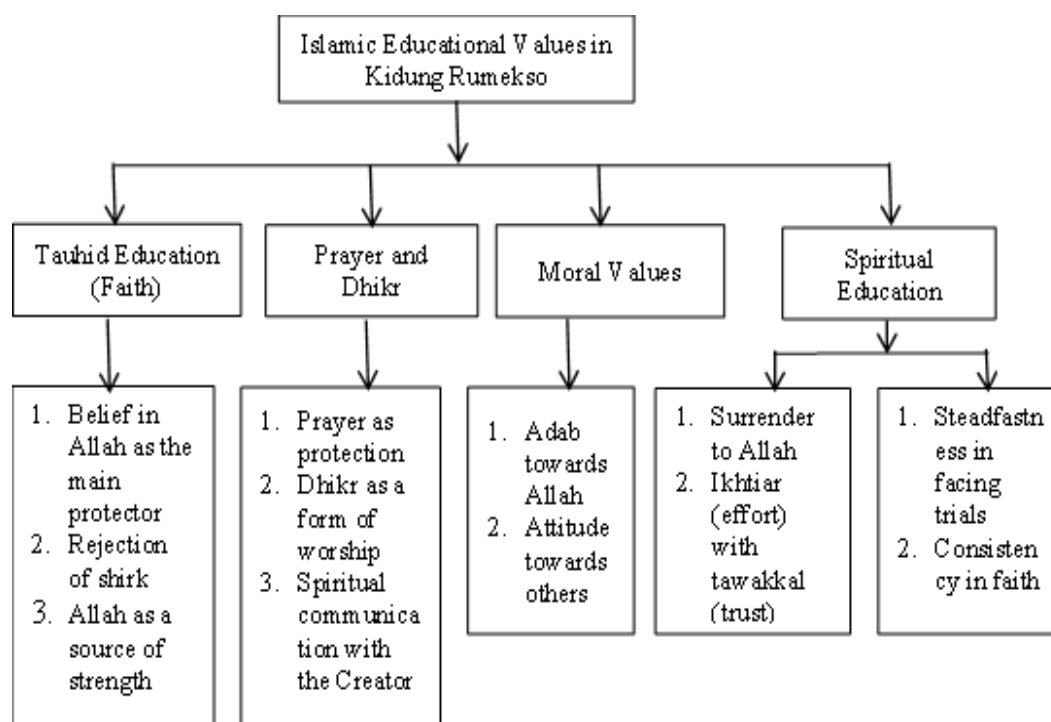 Islamic Educational Values in
Kidung Rumekso
Tauhid Education
(Faith)
Prayer and
Dhikr
Moral Values
Spiritual
Education
1. Belief in
Allah as the
main
protector
2. Rejection
of shirk
3. Allah as a
source of
strength
1. Prayer as
protection
2. Dhikr as a
form of
worship
3. Spiritual
communica
tion with
the Creator
1. Adab
towards
Allah
2. Attitude
towards
others
1. Surrender
to Allah
2. Ikhtiar
(effort)
with
tawakkal
(trust)
1. Steadfastn
ess in
facing
trials
2. Consisten
cy in faith